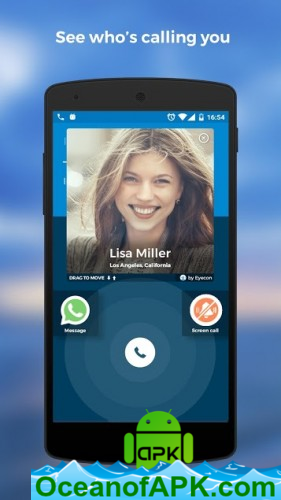 See who's calling you
16:54
Lisa Miller
Los Angeles, California
DRAG TO MOVE
by Eyecon
Message
Screen call
APK
OceanofAPK.com